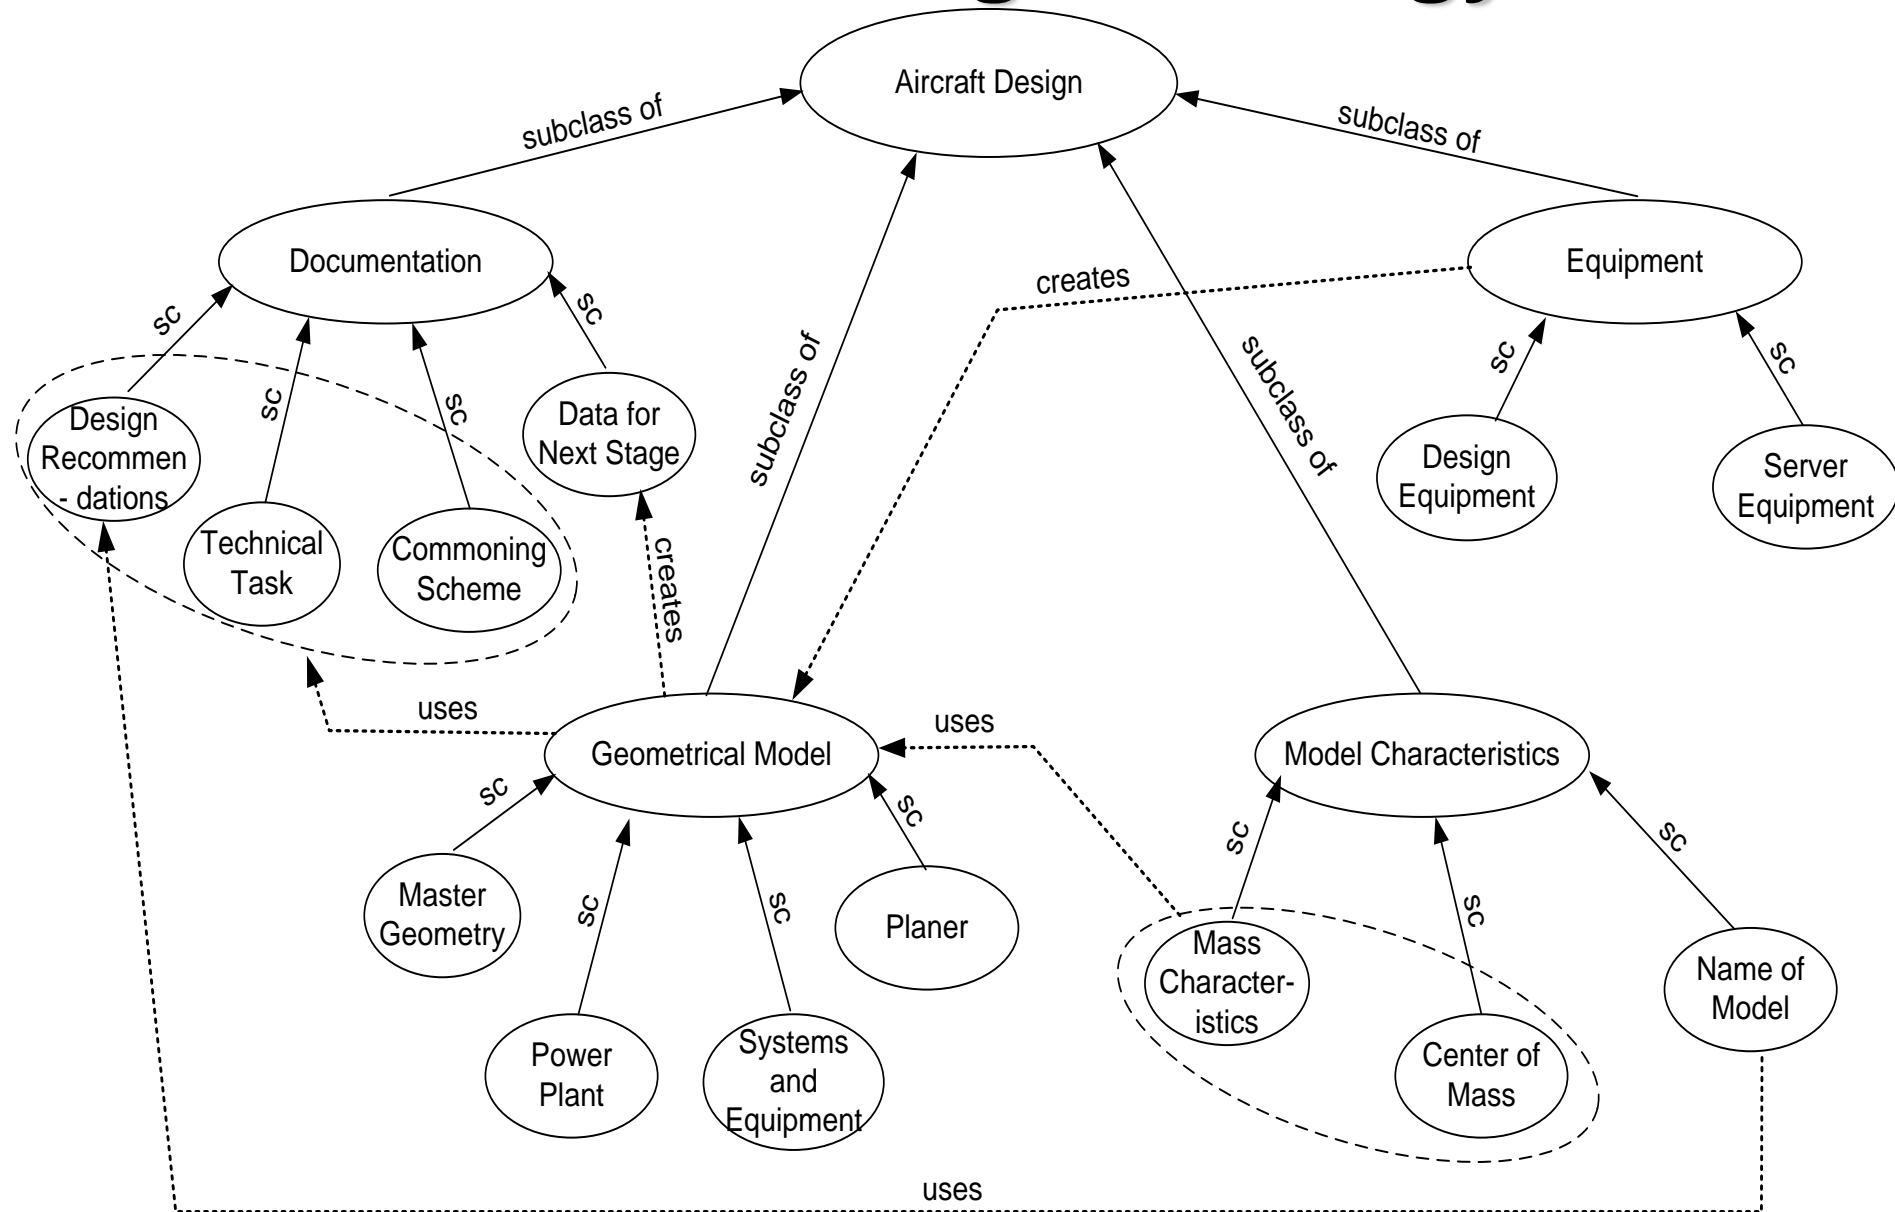 Aircraft Design
subclass of
subclass of
Documentation
Equipment
creates
sc
sc
sc
sc
subclass of
subclass of
sc
sc
Design
Recommen
- dations
Data for
Next Stage
Design
Equipment
Server
Equipment
Technical
Task
Commoning
Scheme
creates
uses
uses
Geometrical Model
Model Characteristics
sc
sc
sc
sc
sc
sc
sc
Master
Geometry
Planer
Mass
Character-
istics
Name of
Model
Power
Plant
Systems
and
Equipment
Center of
Mass
uses